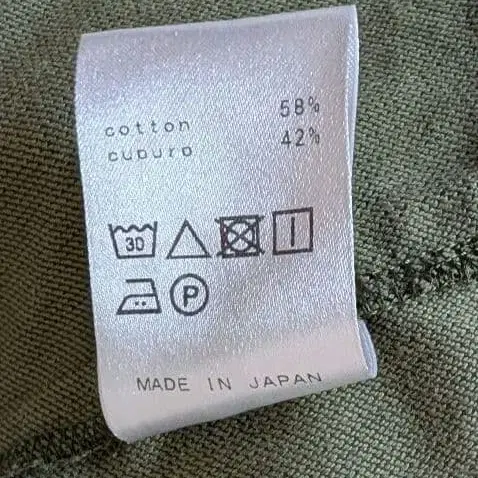 cotton 58%
cupuro 42%
30
P
MADE IN JAPAN